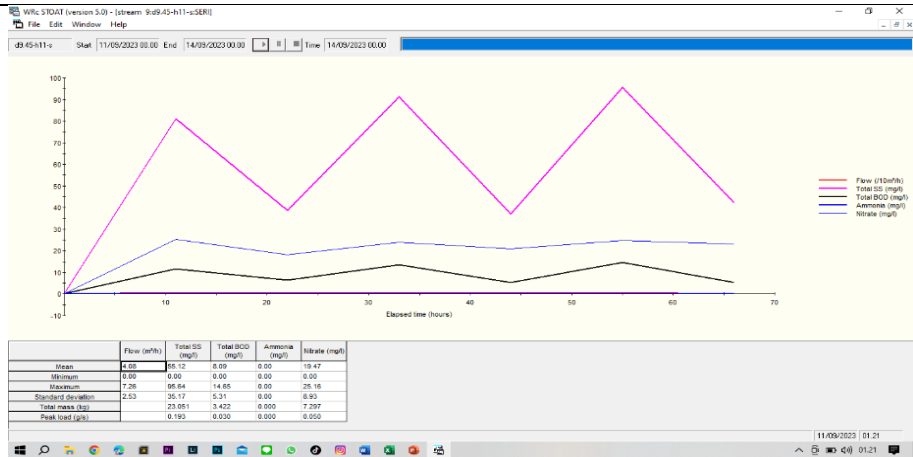 WRc STOAT (version 5.0) - [stream 9:d9.45-h11-s:SERI]
File Edit Window Help
d9.45-h11-s Start 11/09/2023 00.00 End 14/09/2023 00.00 Time 14/09/2023 00.00
100
90
80
70
60
50
40
30
20
10
0
-10
10 20 30 40 50 60 70
Elapsed time (hours)
Flow (/10m³/h)
Total SS (mg/l)
Total BOD (mg/l)
Ammonia (mg/l)
Nitrate (mg/l)
Flow (m³/h) Total SS (mg/l) Total BOD (mg/l) Ammonia (mg/l) Nitrate (mg/l)
Mean 4.08 55.12 8.09 0.00 19.47
Minimum 0.00 0.00 0.00 0.00 0.00
Maximum 7.26 95.64 14.65 0.00 25.16
Standard deviation 2.53 35.17 5.31 0.00 8.93
Total mass (kg) 23.051 3.422 0.000 7.297
Peak load (g/s) 0.193 0.030 0.000 0.050
11/09/2023 01.21
01.21